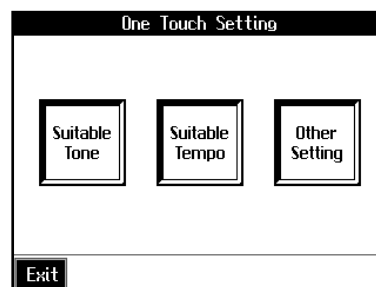 One Touch Setting
Suitable
Tone
Suitable
Tempo
Other
Setting
Exit